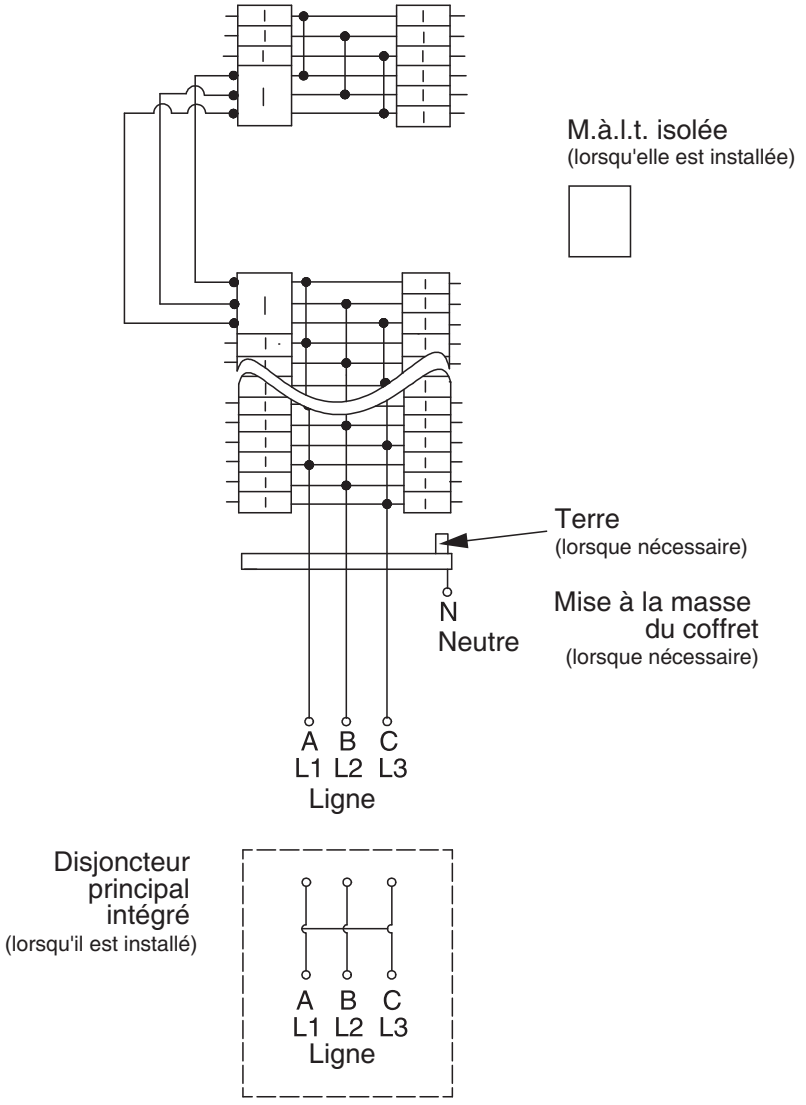 M.à.l.t. isolée
(lorsqu'elle est installée)
Terre
(lorsque nécessaire)
N
Neutre
Mise à la masse
du coffret
(lorsque nécessaire)
A B C
L1 L2 L3
Ligne
Disjoncteur
principal
intégré
(lorsqu'il est installé)
A B C
L1 L2 L3
Ligne